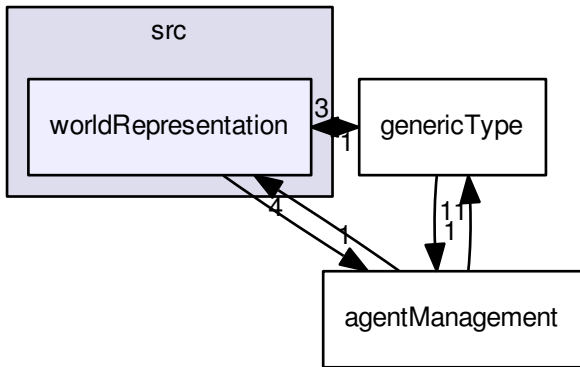 src
worldRepresentation
3
1
genericType
4
1
11
1
agentManagement